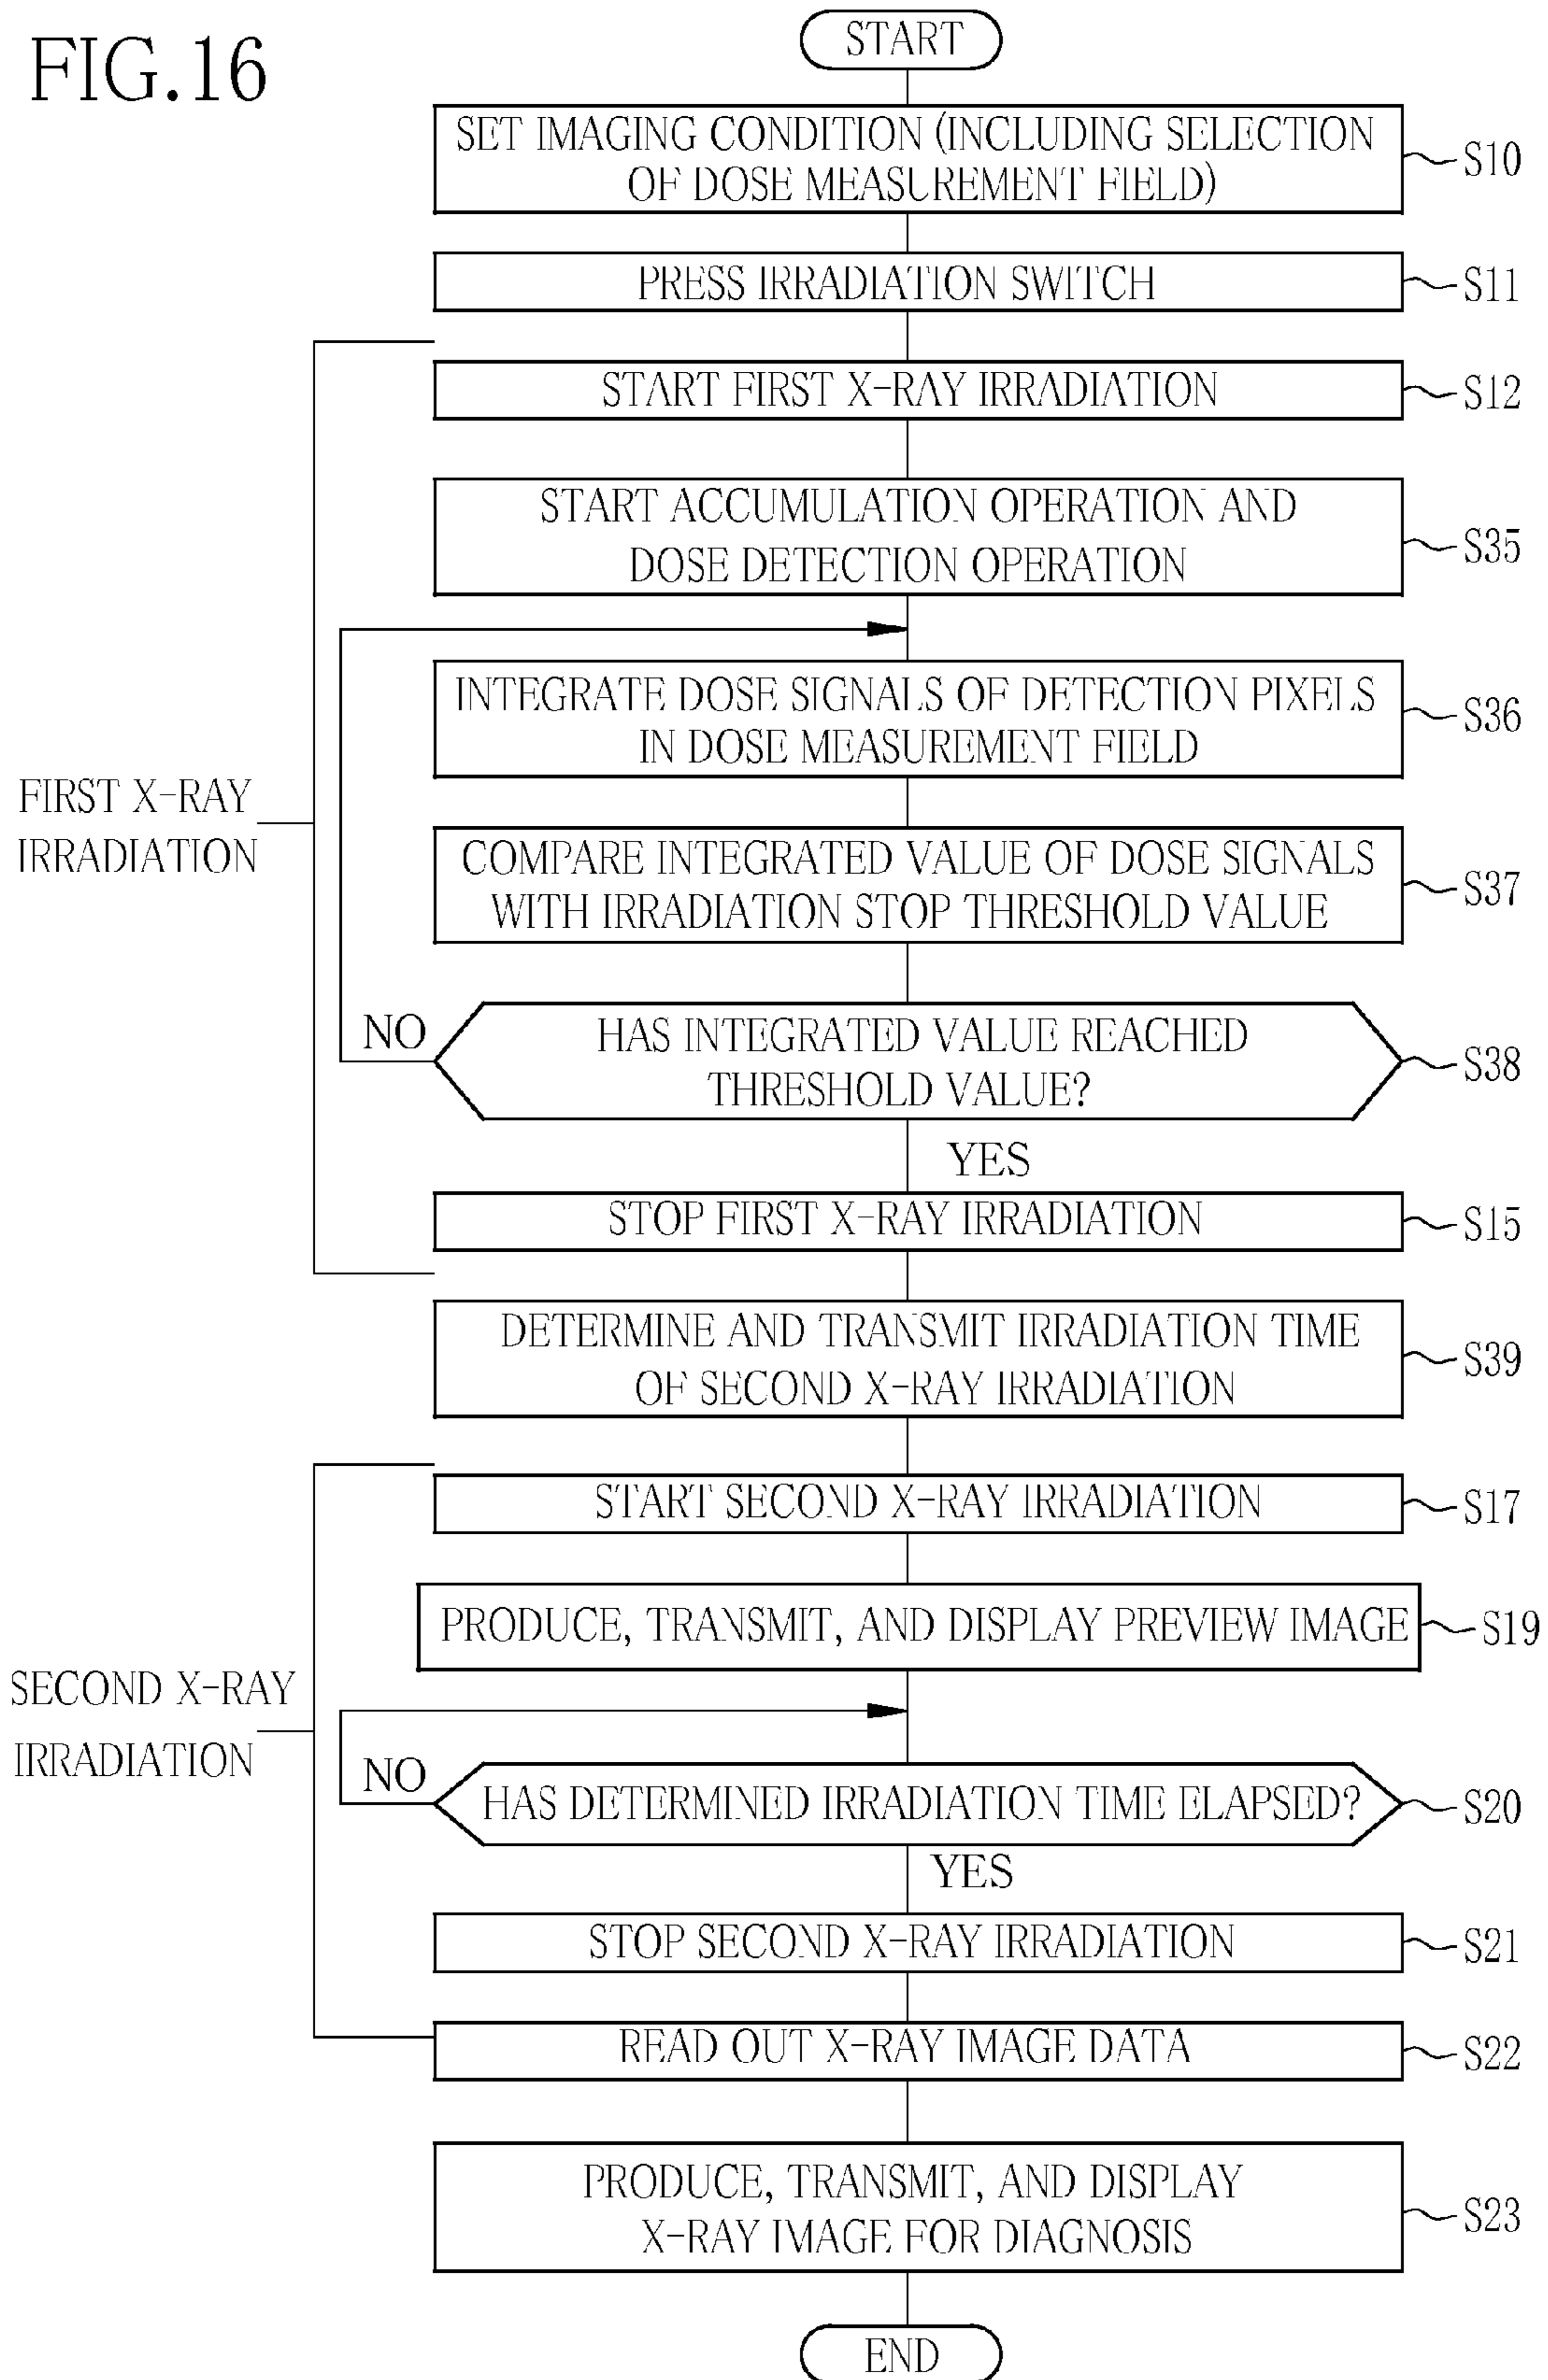 FIG.16
START
SET IMAGING CONDITION (INCLUDING SELECTION
OF DOSE MEASUREMENT FIELD)
S10
PRESS IRRADIATION SWITCH
S11
START FIRST X-RAY IRRADIATION
S12
START ACCUMULATION OPERATION AND
DOSE DETECTION OPERATION
S35
INTEGRATE DOSE SIGNALS OF DETECTION PIXELS
IN DOSE MEASUREMENT FIELD
S36
FIRST X-RAY
IRRADIATION
COMPARE INTEGRATED VALUE OF DOSE SIGNALS
WITH IRRADIATION STOP THRESHOLD VALUE
S37
NO
HAS INTEGRATED VALUE REACHED
THRESHOLD VALUE?
S38
YES
STOP FIRST X-RAY IRRADIATION
S15
DETERMINE AND TRANSMIT IRRADIATION TIME
OF SECOND X-RAY IRRADIATION
S39
START SECOND X-RAY IRRADIATION
S17
PRODUCE, TRANSMIT, AND DISPLAY PREVIEW IMAGE
S19
SECOND X-RAY
IRRADIATION
NO
HAS DETERMINED IRRADIATION TIME ELAPSED?
S20
YES
STOP SECOND X-RAY IRRADIATION
S21
READ OUT X-RAY IMAGE DATA
S22
PRODUCE, TRANSMIT, AND DISPLAY
X-RAY IMAGE FOR DIAGNOSIS
S23
END